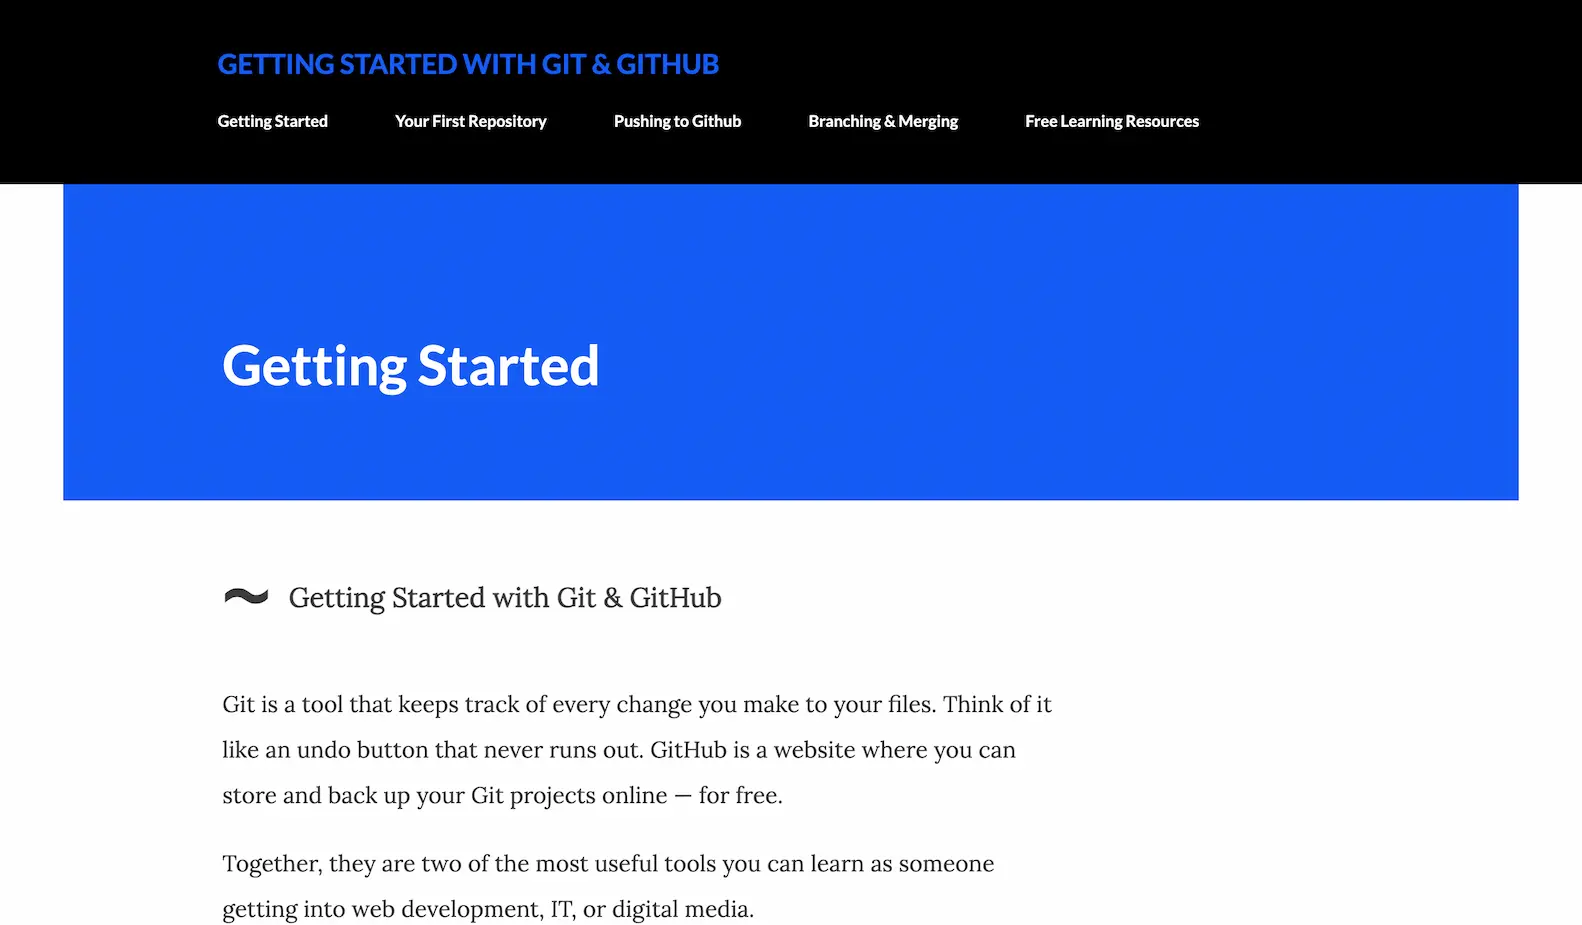 GETTING STARTED WITH GIT & GITHUB
Getting Started
Your First Repository
Pushing to Github
Branching & Merging
Free Learning Resources
Getting Started
~ Getting Started with Git & GitHub
Git is a tool that keeps track of every change you make to your files. Think of it
like an undo button that never runs out. GitHub is a website where you can
store and back up your Git projects online — for free.
Together, they are two of the most useful tools you can learn as someone
getting into web development, IT, or digital media.